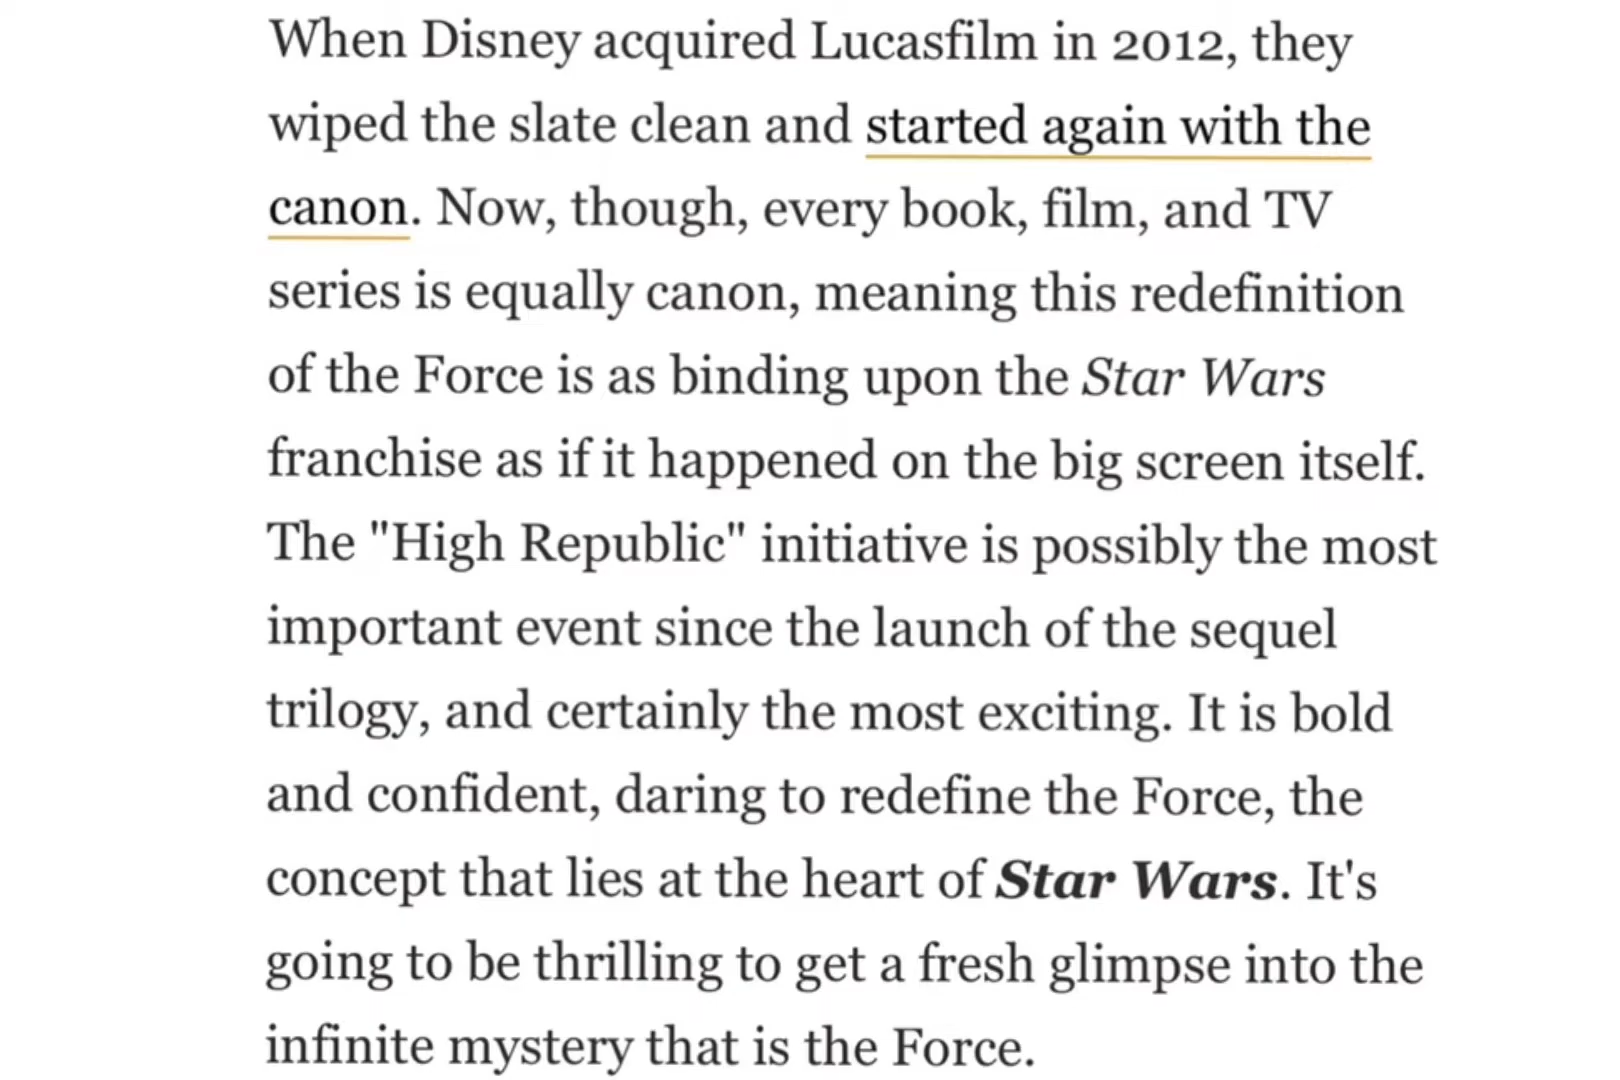 When Disney acquired Lucasfilm in 2012, they
wiped the slate clean and started again with the
canon. Now, though, every book, film, and TV
series is equally canon, meaning this redefinition
of the Force is as binding upon the Star Wars
franchise as if it happened on the big screen itself.
The "High Republic" initiative is possibly the most
important event since the launch of the sequel
trilogy, and certainly the most exciting. It is bold
and confident, daring to redefine the Force, the
concept that lies at the heart of Star Wars. It's
going to be thrilling to get a fresh glimpse into the
infinite mystery that is the Force.